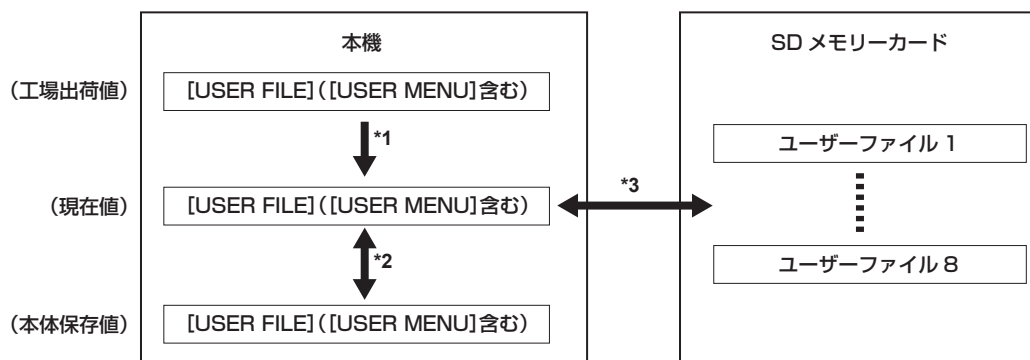 本機
(工場出荷値)
[USER FILE]([USER MENU]含む)
*1
(現在値)
[USER FILE]([USER MENU]含む)
*2
(本体保存値)
[USER FILE]([USER MENU]含む)
*3
SD メモリーカード
ユーザーファイル 1
ユーザーファイル 8